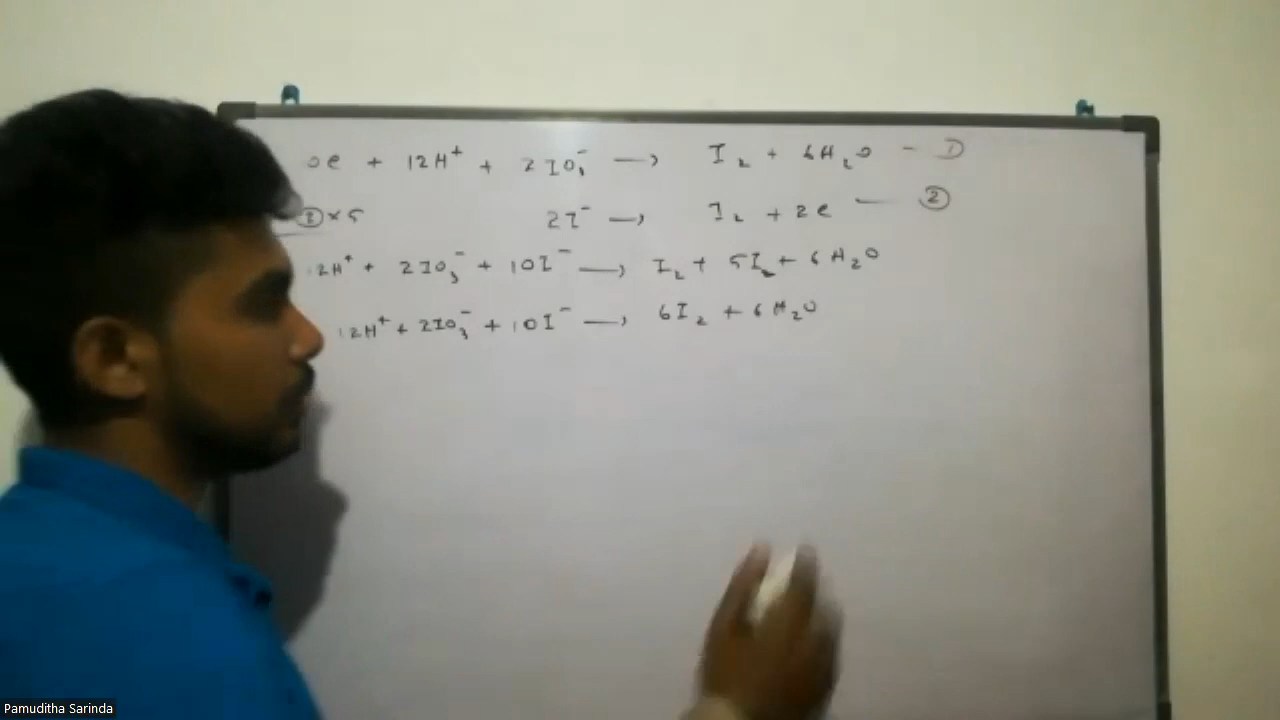 0e + 12H⁺ + 2IO₃⁻ → I₂ + 6H₂O - ①
②×5 2I⁻ → I₂ + 2e — ②
12H⁺ + 2IO₃⁻ + 10I⁻ → I₂ + 5I₂ + 6H₂O
12H⁺ + 2IO₃⁻ + 10I⁻ → 6I₂ + 6H₂O
Pamuditha Sarinda